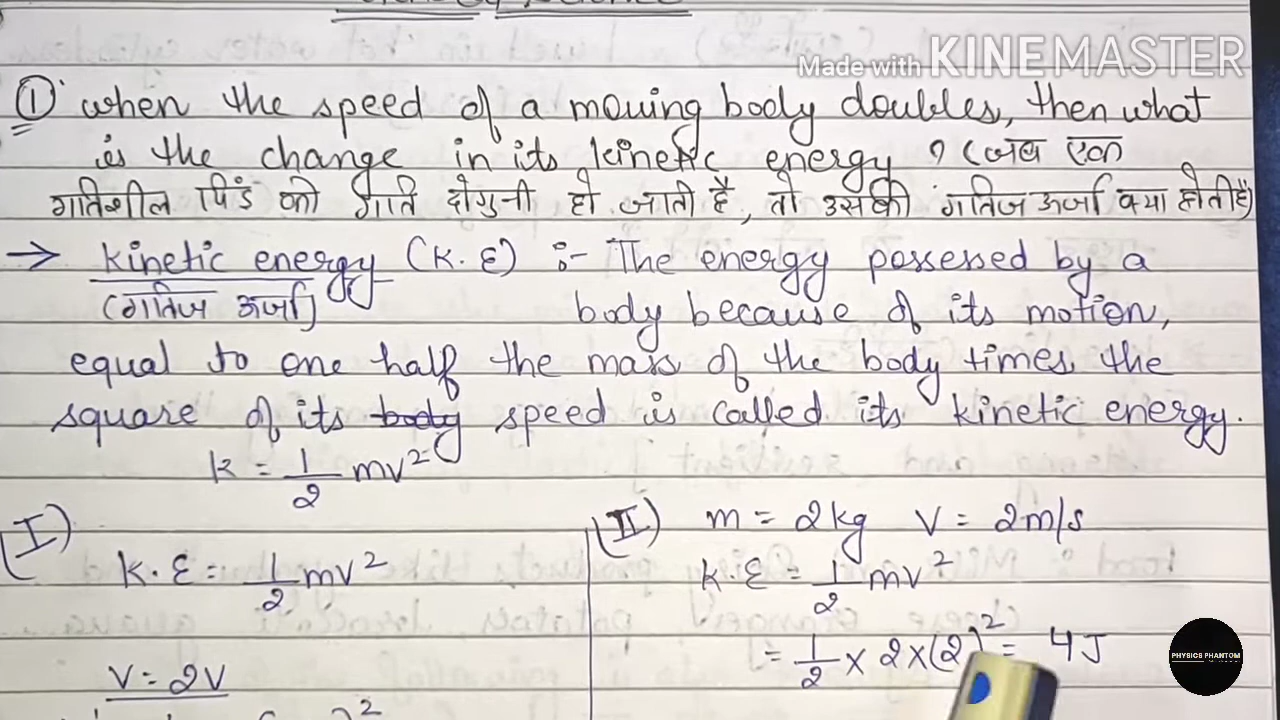 Made with KINEMASTER
① when the speed of a moving body doubles, then what
is the change in its kinetic energy ? (जब एक
गतिशील पिंड की गति दोगुनी हो जाती है, तो उसकी गतिज ऊर्जा क्या होती है)
→ kinetic energy (K.E) :- The energy possessed by a
(गतिज ऊर्जा) body because of its motion,
equal to one half the mass of the body times the
square of its body speed is called its kinetic energy.
k = 1/2 mv²
(I)
K.E = 1/2 mv²
V = 2V
(II) m = 2kg V = 2m/s
K.E = 1/2 mv²
= 1/2 × 2×(2)² = 4J
PHYSICS PHANTOM